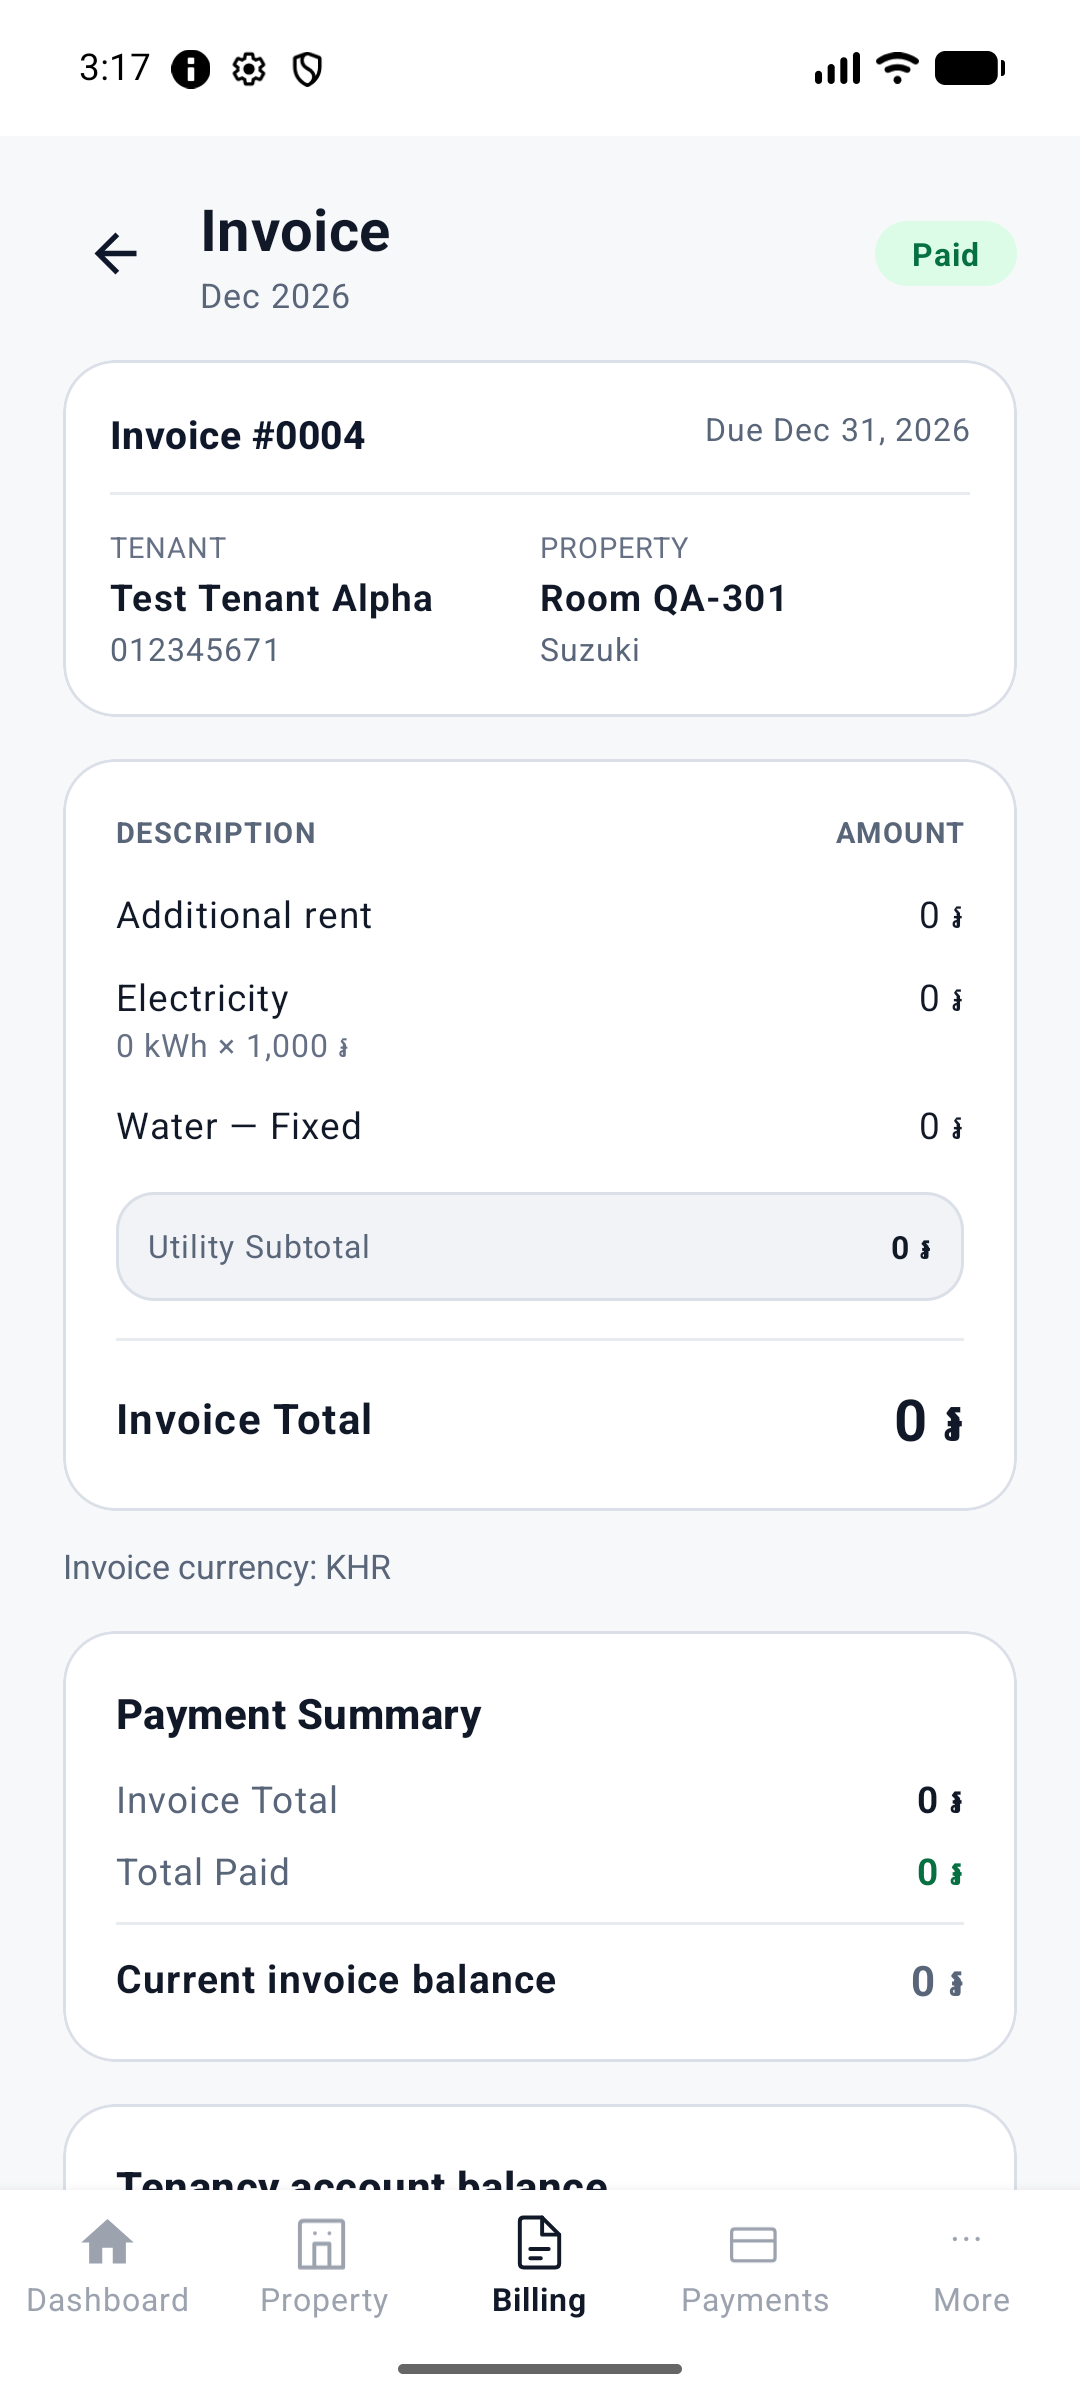 3:17
Invoice
Dec 2026
Paid
Invoice #0004
Due Dec 31, 2026
TENANT
PROPERTY
Test Tenant Alpha
Room QA-301
012345671
Suzuki
DESCRIPTION
AMOUNT
Additional rent
0 ៛
Electricity
0 ៛
0 kWh × 1,000 ៛
Water — Fixed
0 ៛
Utility Subtotal
0 ៛
Invoice Total
0 ៛
Invoice currency: KHR
Payment Summary
Invoice Total
0 ៛
Total Paid
0 ៛
Current invoice balance
0 ៛
Tenancy account balance
Dashboard
Property
Billing
Payments
More